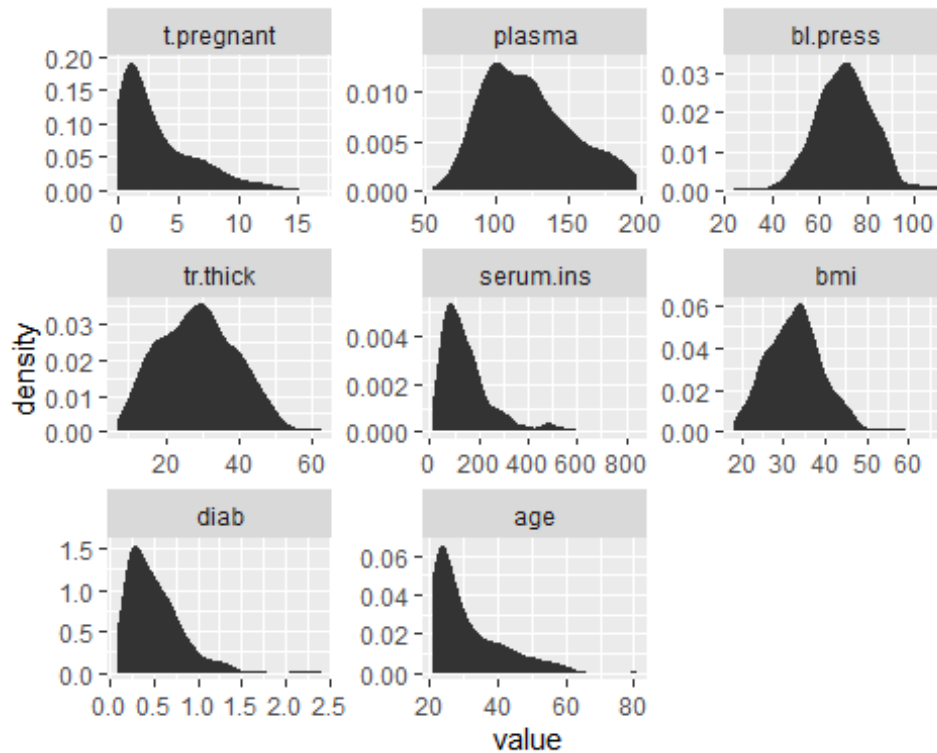 t.pregnant
plasma
bl.press
0.20
0.15
0.10
0.05
0.00
0.010
0.005
0.000
0.03
0.02
0.01
0.00
0 5 10 15
50 100 150 200
20 40 60 80 100
tr.thick
serum.ins
bmi
0.03
0.02
0.01
0.00
0.004
0.002
0.000
0.06
0.04
0.02
0.00
20 40 60
0 200 400 600 800
20 30 40 50 60
diab
age
1.5
1.0
0.5
0.0
0.06
0.04
0.02
0.00
0.0 0.5 1.0 1.5 2.0 2.5
20 40 60 80
density
value